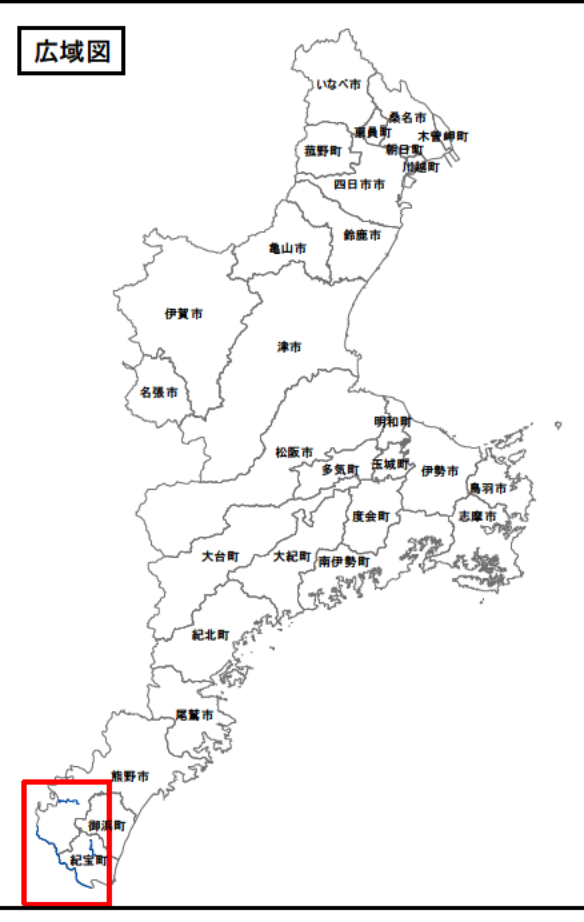 広域図
いなべ市
桑名市
東員町
木曽岬町
朝日町
菰野町
川越町
四日市市
鈴鹿市
亀山市
伊賀市
津市
名張市
明和町
松阪市
多気町
玉城町
伊勢市
鳥羽市
志摩市
度会町
大台町
大紀町
南伊勢町
紀北町
尾鷲市
熊野市
御浜町
紀宝町